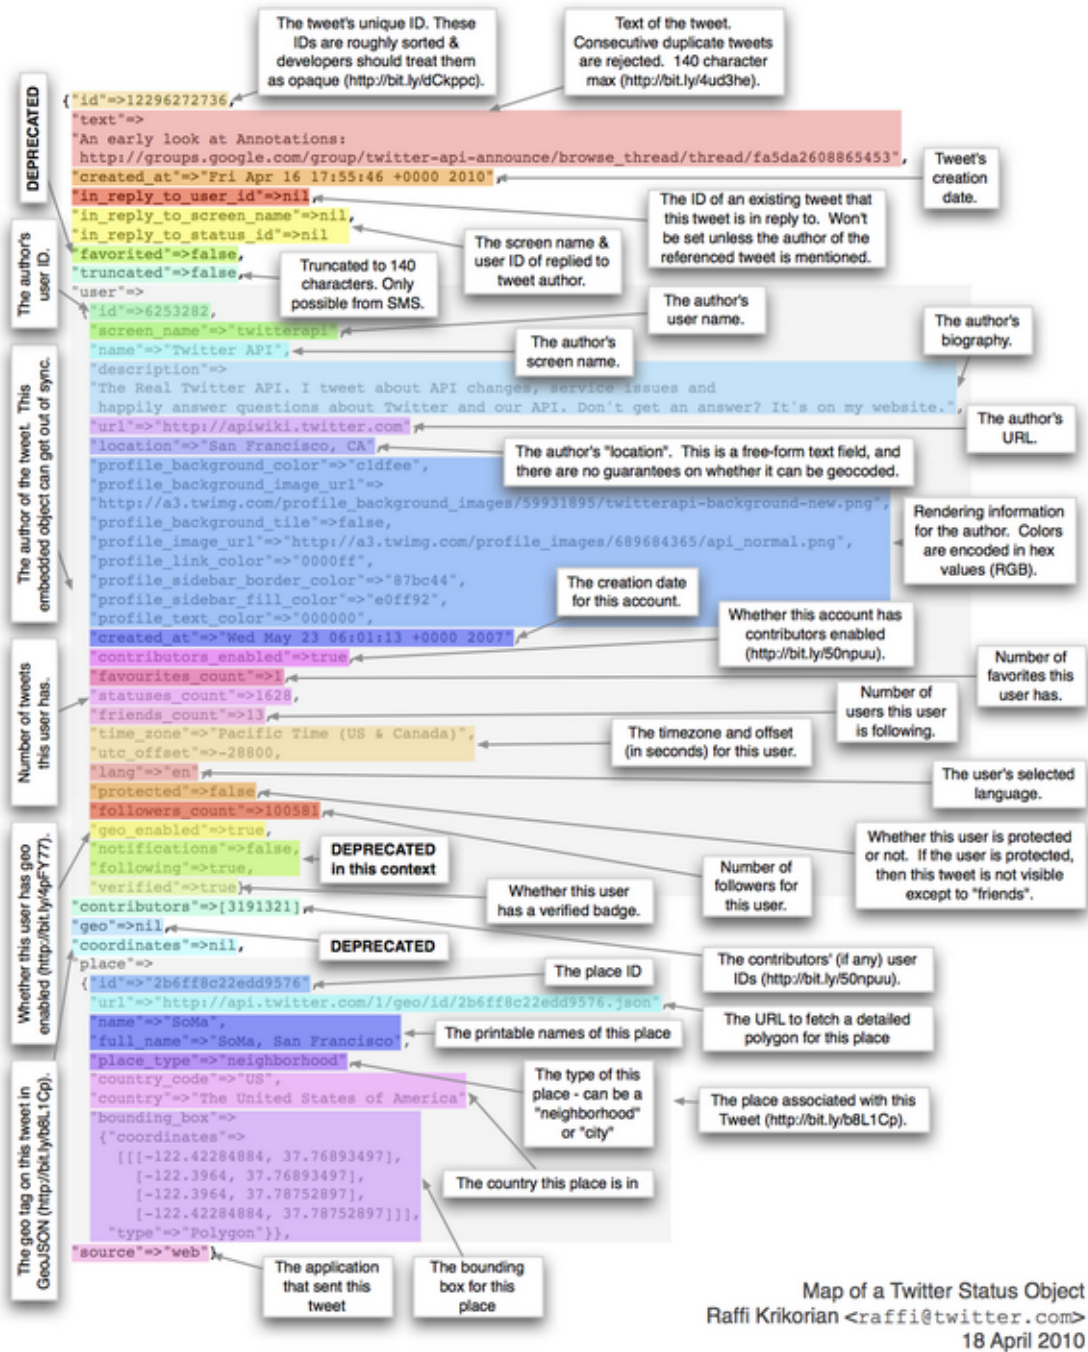 The tweet's unique ID. These
IDs are roughly sorted &
developers should treat them
as opaque (http://bit.ly/dCkppc).
Text of the tweet.
Consecutive duplicate tweets
are rejected. 140 character
max (http://bit.ly/4ud3he).
DEPRECATED
{"id"=>12296272736,
"text"=>
"An early look at Annotations:
http://groups.google.com/group/twitter-api-announce/browse_thread/thread/fa5da2608865453",
"created_at"=>"Fri Apr 16 17:55:46 +0000 2010",
"in_reply_to_user_id"=>nil,
"in_reply_to_screen_name"=>nil,
"in_reply_to_status_id"=>nil
"favorited"=>false,
"truncated"=>false,
Tweet's
creation
date.
The ID of an existing tweet that
this tweet is in reply to. Won't
be set unless the author of the
referenced tweet is mentioned.
The screen name &
user ID of replied to
tweet author.
Truncated to 140
characters. Only
possible from SMS.
The author's
user ID.
"user"=>
{"id"=>6253282,
"screen_name"=>"twitterapi",
"name"=>"Twitter API",
"description"=>
"The Real Twitter API. I tweet about API changes, service issues and
happily answer questions about Twitter and our API. Don't get an answer? It's on my website.",
"url"=>"http://apiwiki.twitter.com",
"location"=>"San Francisco, CA",
"profile_background_color"=>"c1dfee",
"profile_background_image_url"=>
"http://a3.twimg.com/profile_background_images/59931895/twitterapi-background-new.png",
"profile_background_tile"=>false,
"profile_image_url"=>"http://a3.twimg.com/profile_images/689684365/api_normal.png",
"profile_link_color"=>"0000ff",
"profile_sidebar_border_color"=>"87bc44",
"profile_sidebar_fill_color"=>"e0ff92",
"profile_text_color"=>"000000",
"created_at"=>"Wed May 23 06:01:13 +0000 2007",
"contributors_enabled"=>true,
"favourites_count"=>1,
"statuses_count"=>1628,
"friends_count"=>13,
"time_zone"=>"Pacific Time (US & Canada)",
"utc_offset"=>-28800,
"lang"=>"en",
"protected"=>false,
"followers_count"=>100581,
"geo_enabled"=>true,
"notifications"=>false,
"following"=>true,
"verified"=>true},
The author's
user name.
The author's
screen name.
The author's
biography.
The author's
URL.
The author's "location". This is a free-form text field, and
there are no guarantees on whether it can be geocoded.
Rendering information
for the author. Colors
are encoded in hex
values (RGB).
The creation date
for this account.
Whether this account has
contributors enabled
(http://bit.ly/50npuu).
Number of
favorites this
user has.
Number of
users this user
is following.
The timezone and offset
(in seconds) for this user.
The user's selected
language.
Whether this user is protected
or not. If the user is protected,
then this tweet is not visible
except to "friends".
Number of
followers for
this user.
DEPRECATED
in this context
Whether this user
has a verified badge.
The author of the tweet. This
embedded object can get out of sync.
Number of tweets
this user has.
Whether this user has geo
enabled (http://bit.ly/4pFY77).
"contributors"=>[3191321],
"geo"=>nil,
"coordinates"=>nil,
DEPRECATED
The contributors' (if any) user
IDs (http://bit.ly/50npuu).
The geo tag on this tweet in
GeoJSON (http://bit.ly/b8L1Cp).
"place"=>
{"id"=>"2b6ff8c22edd9576",
"url"=>"http://api.twitter.com/1/geo/id/2b6ff8c22edd9576.json",
"name"=>"SoMa",
"full_name"=>"SoMa, San Francisco",
"place_type"=>"neighborhood",
"country_code"=>"US",
"country"=>"The United States of America",
"bounding_box"=>
{"coordinates"=>
[[[-122.42284884, 37.76893497],
[-122.3964, 37.76893497],
[-122.3964, 37.78752897],
[-122.42284884, 37.78752897]]],
"type"=>"Polygon"}},
"source"=>"web"}
The place ID
The URL to fetch a detailed
polygon for this place
The printable names of this place
The type of this
place - can be a
"neighborhood"
or "city"
The place associated with this
Tweet (http://bit.ly/b8L1Cp).
The country this place is in
The application
that sent this
tweet
The bounding
box for this
place
Map of a Twitter Status Object
Raffi Krikorian <raffi@twitter.com>
18 April 2010